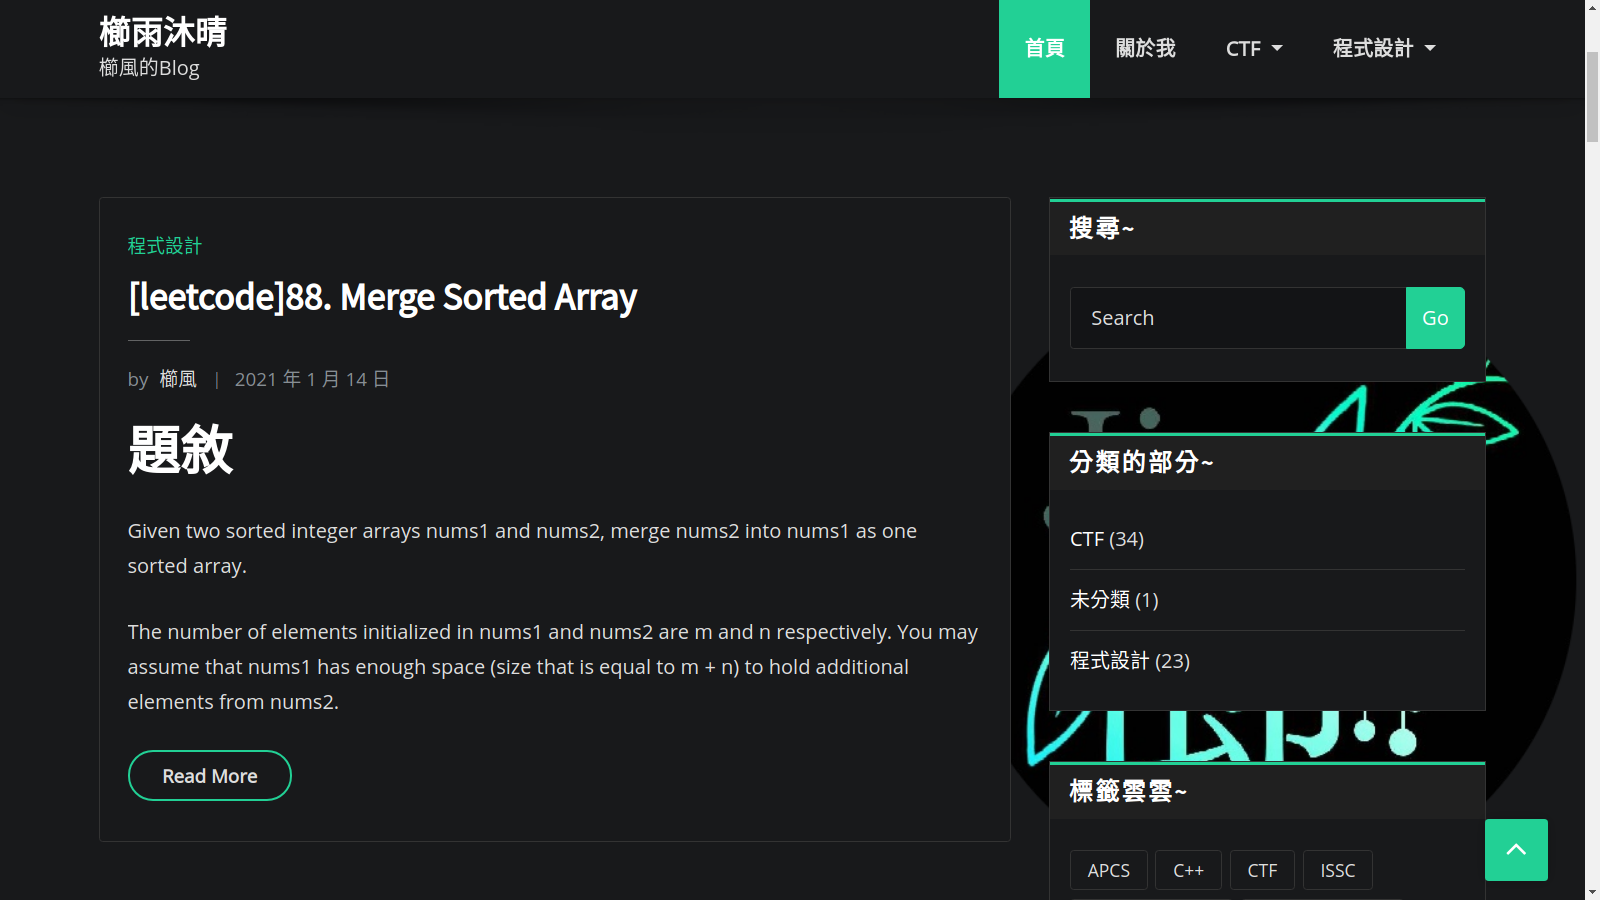 櫛雨沐晴
櫛風的Blog
首頁
關於我
CTF
程式設計
程式設計
[leetcode]88. Merge Sorted Array
by 櫛風 | 2021 年 1 月 14 日
題敘
Given two sorted integer arrays nums1 and nums2, merge nums2 into nums1 as one
sorted array.
The number of elements initialized in nums1 and nums2 are m and n respectively. You may
assume that nums1 has enough space (size that is equal to m + n) to hold additional
elements from nums2.
Read More
搜尋~
Search
Go
分類的部分~
CTF (34)
未分類 (1)
程式設計 (23)
標籤雲雲~
APCS
C++
CTF
ISSC